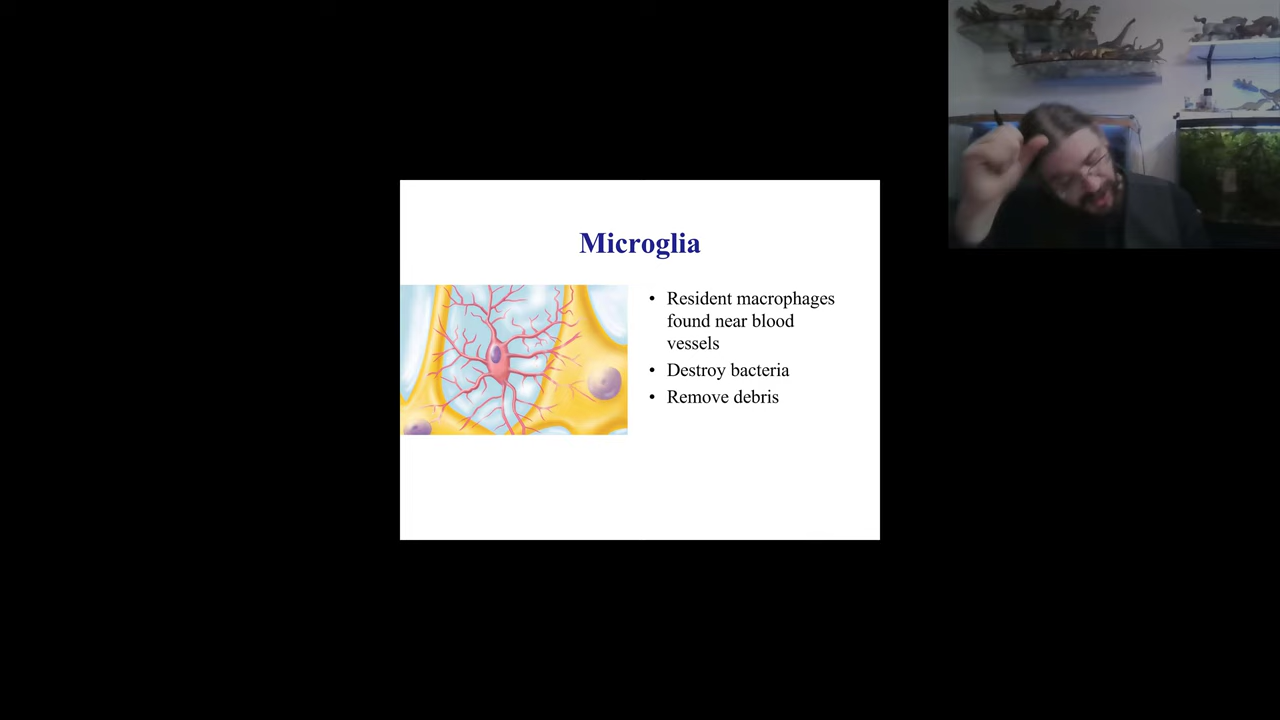 Microglia
• Resident macrophages
found near blood
vessels
• Destroy bacteria
• Remove debris